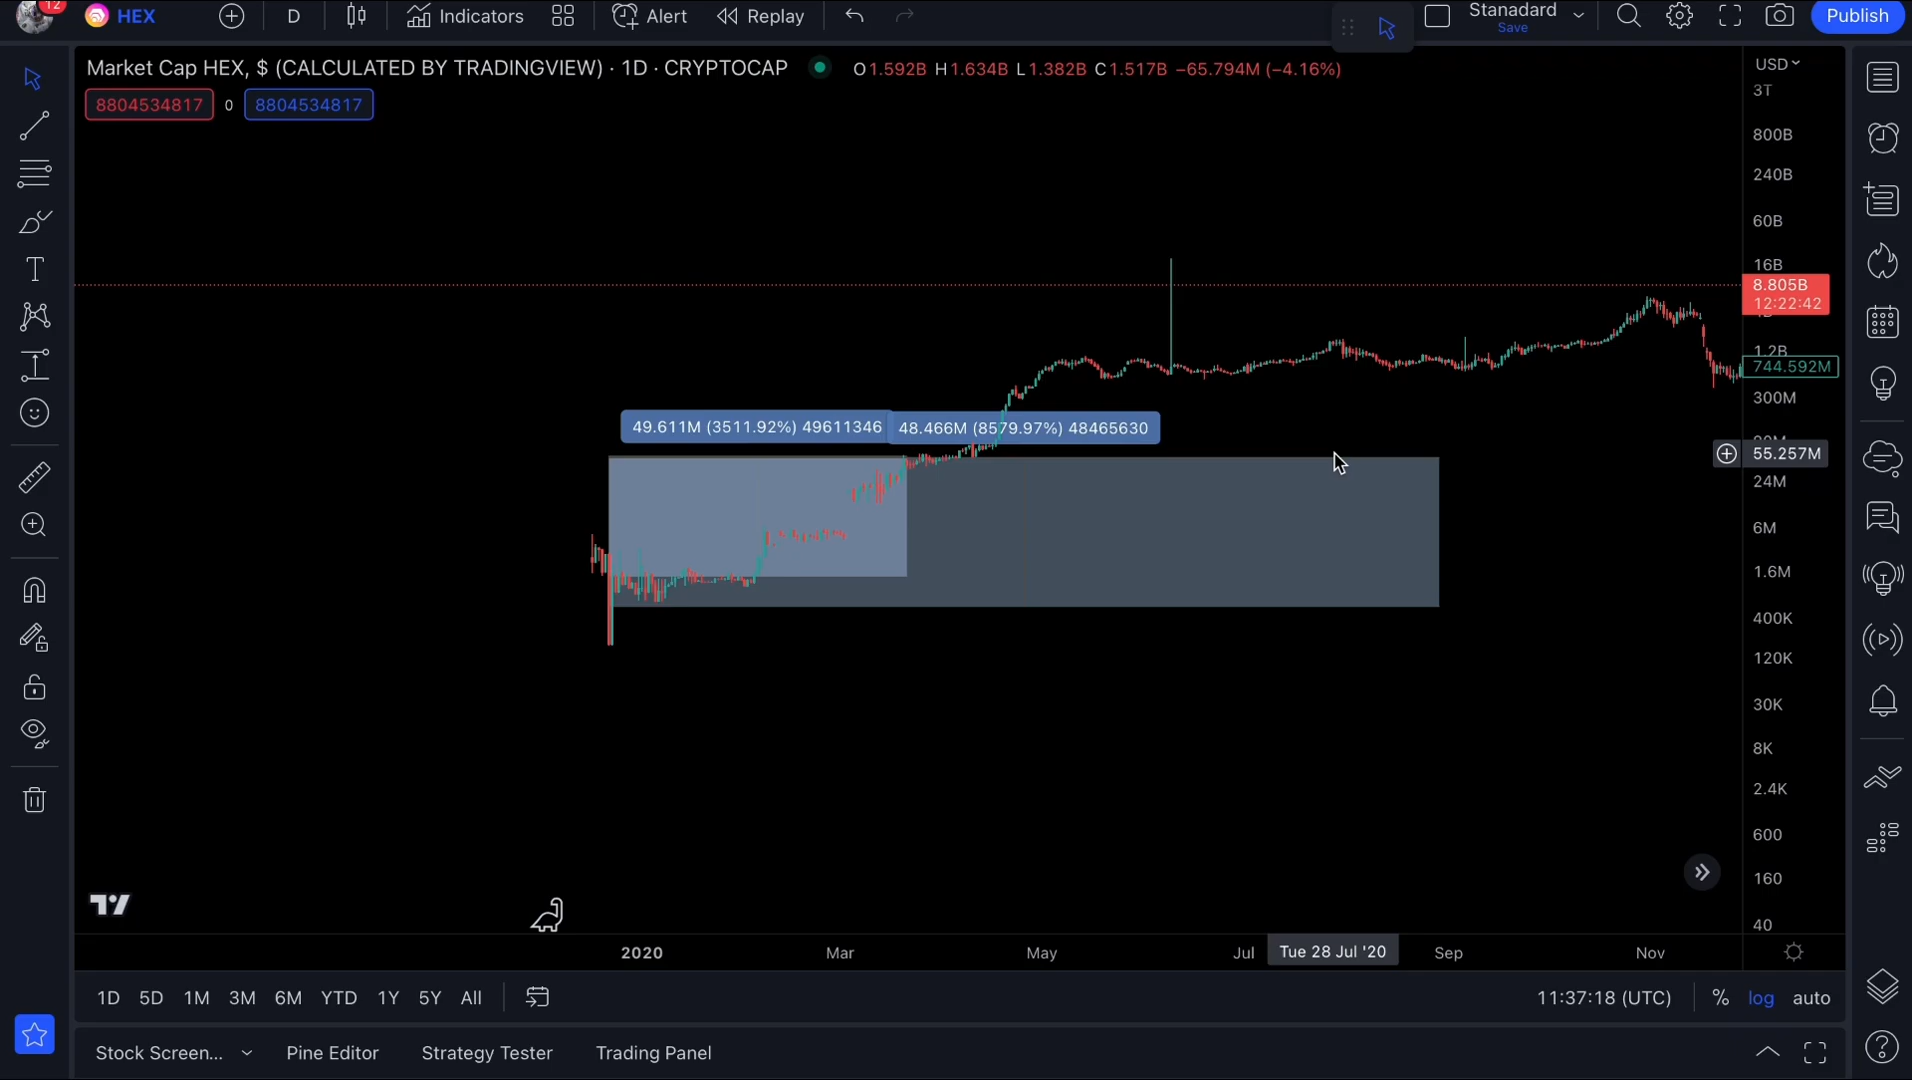 12 HEX D Indicators Alert Replay Stanadard Save Publish
Market Cap HEX, $ (CALCULATED BY TRADINGVIEW) · 1D · CRYPTOCAP O1.592B H1.634B L1.382B C1.517B −65.794M (−4.16%)
USD
8804534817 0 8804534817
3T
800B
240B
60B
16B
8.805B
12:22:42
1.2B
744.592M
300M
49.611M (3511.92%) 49611346
48.466M (8579.97%) 48465630
55.257M
24M
6M
1.6M
400K
120K
30K
8K
2.4K
600
160
40
2020 Mar May Jul Tue 28 Jul '20 Sep Nov
1D 5D 1M 3M 6M YTD 1Y 5Y All 11:37:18 (UTC) % log auto
Stock Screen... Pine Editor Strategy Tester Trading Panel